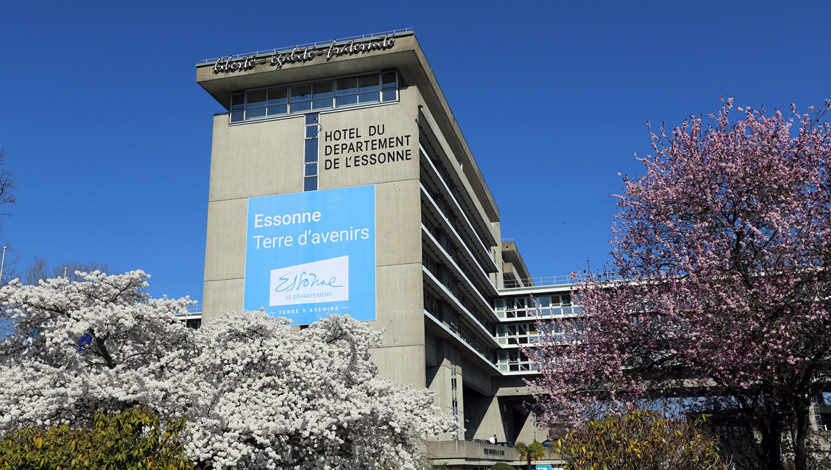 liberté égalité fraternité
HOTEL DU
DEPARTEMENT
DE L'ESSONNE
Essonne
Terre d'avenirs
Essonne
LE DÉPARTEMENT
TERRE D'AVENIRS